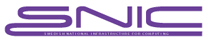 SNIC
SWEDISH NATIONAL INFRASTRUCTURE FOR COMPUTING